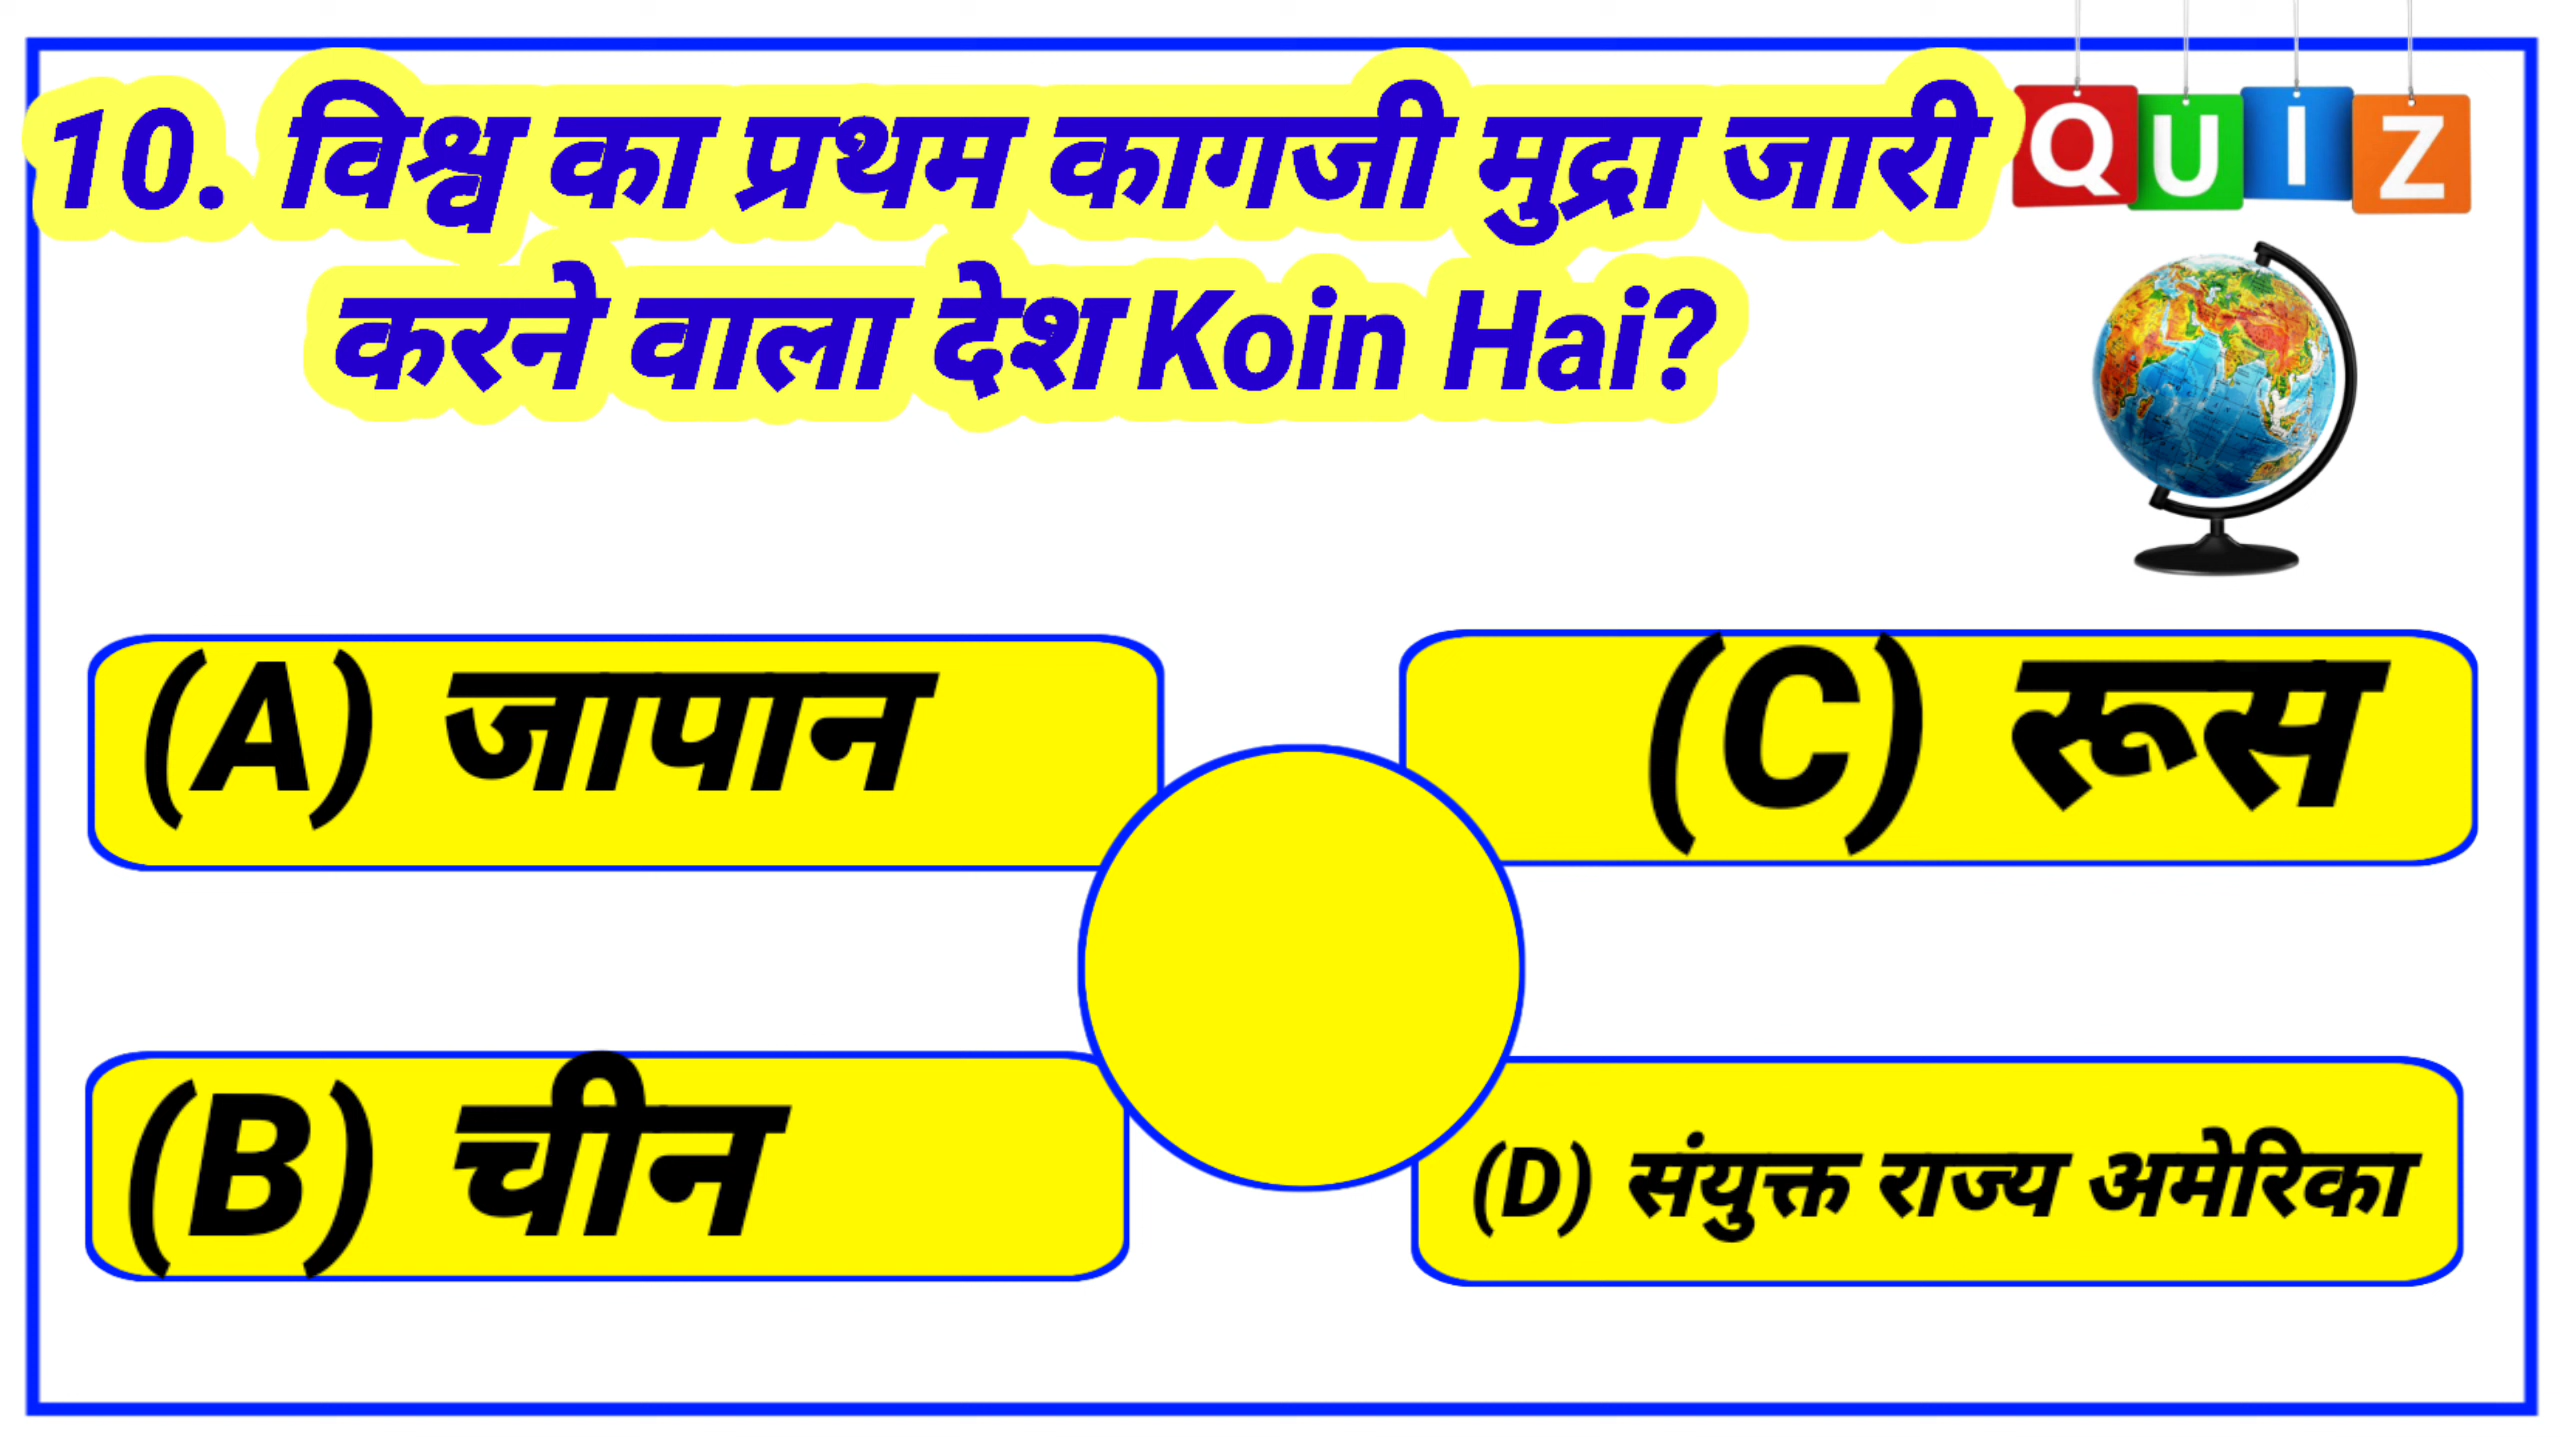 10. विश्व का प्रथम कागजी मुद्रा जारी
करने वाला देश Koin Hai?
QUIZ
(A) जापान
(C) रूस
(B) चीन
(D) संयुक्त राज्य अमेरिका